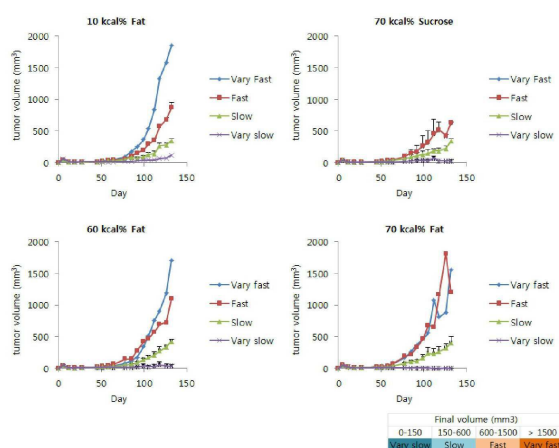 10 kcal% Fat
tumor volume (mm³)
2000
1500
1000
500
0
0 50 100 150
Day
Vary Fast
Fast
Slow
Vary slow
70 kcal% Sucrose
tumor volume (mm³)
2000
1500
1000
500
0
0 50 100 150
Day
Vary Fast
Fast
Slow
Vary slow
60 kcal% Fat
tumor volume (mm³)
2000
1500
1000
500
0
0 50 100 150
Day
Vary fast
Fast
Slow
Vary slow
70 kcal% Fat
tumor volume (mm³)
2000
1500
1000
500
0
0 50 100 150
Day
Vary fast
Fast
Slow
Vary slow
Final volume (mm3)
0-150 150-600 600-1500 > 1500
Vary slow Slow Fast Vary fast